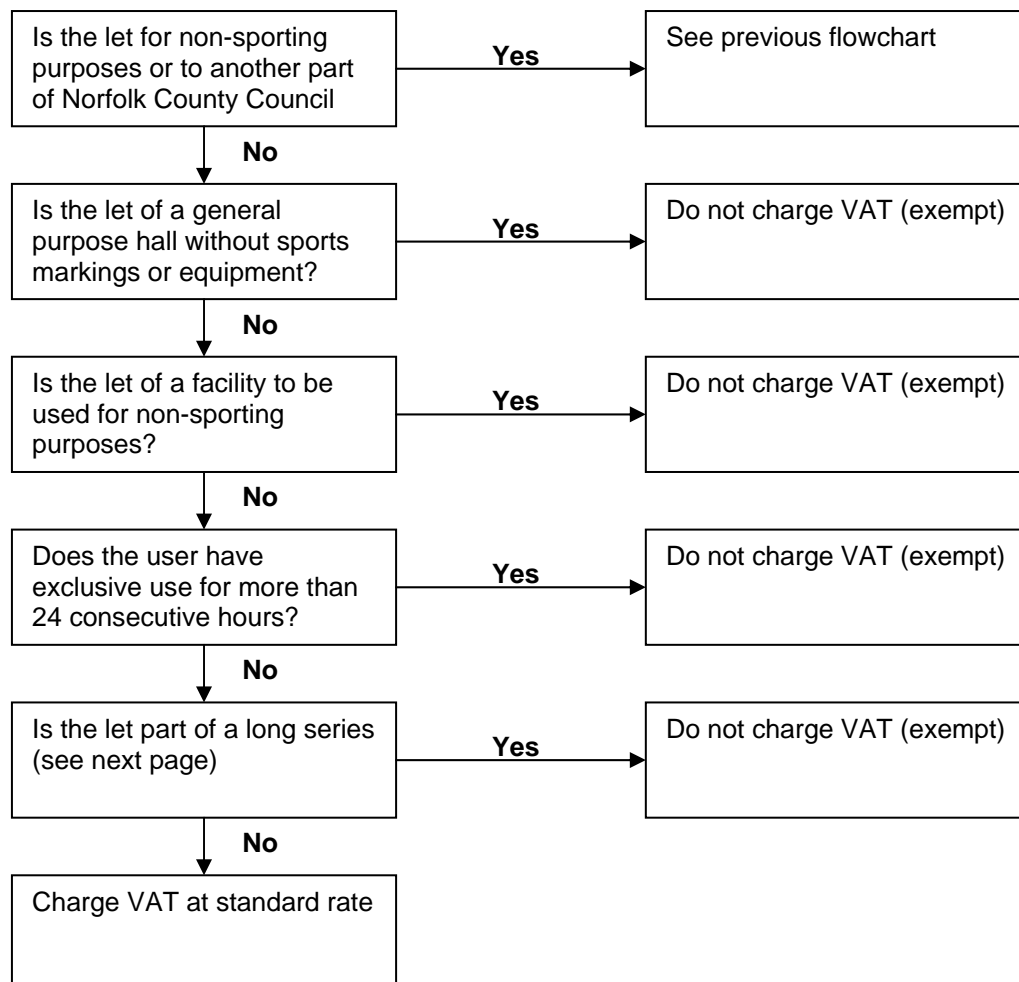 Is the let for non-sporting
purposes or to another part
of Norfolk County Council
Yes
See previous flowchart
No
Is the let of a general
purpose hall without sports
markings or equipment?
Yes
Do not charge VAT (exempt)
No
Is the let of a facility to be
used for non-sporting
purposes?
Yes
Do not charge VAT (exempt)
No
Does the user have
exclusive use for more than
24 consecutive hours?
Yes
Do not charge VAT (exempt)
No
Is the let part of a long series
(see next page)
Yes
Do not charge VAT (exempt)
No
Charge VAT at standard rate